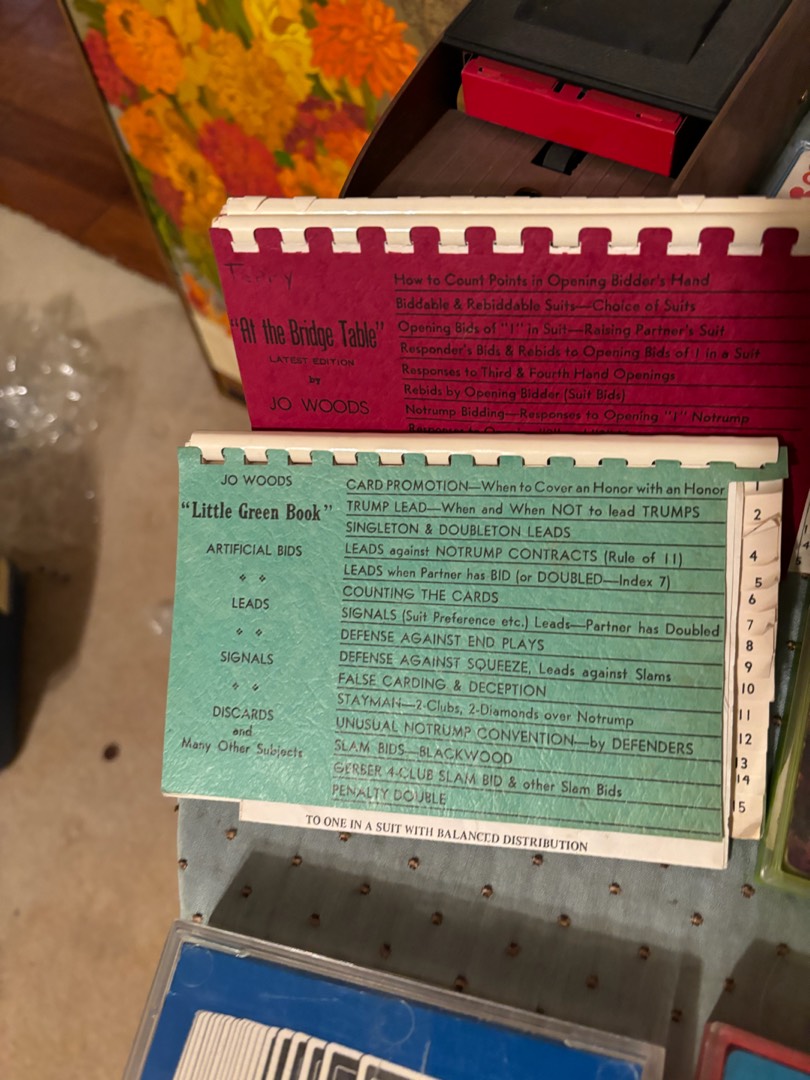 Terry
"At the Bridge Table"
LATEST EDITION
by
JO WOODS
How to Count Points in Opening Bidder's Hand
Biddable & Rebiddable Suits—Choice of Suits
Opening Bids of "1" in Suit—Raising Partner's Suit
Responder's Bids & Rebids to Opening Bids of 1 in a Suit
Responses to Third & Fourth Hand Openings
Rebids by Opening Bidder (Suit Bids)
Notrump Bidding—Responses to Opening "1" Notrump
JO WOODS
"Little Green Book"
ARTIFICIAL BIDS
LEADS
SIGNALS
DISCARDS
and
Many Other Subjects
CARD PROMOTION—When to Cover an Honor with an Honor 1
TRUMP LEAD—When and When NOT to lead TRUMPS 2
SINGLETON & DOUBLETON LEADS
LEADS against NOTRUMP CONTRACTS (Rule of 11) 4
LEADS when Partner has BID (or DOUBLED—Index 7) 5
COUNTING THE CARDS 6
SIGNALS (Suit Preference etc.) Leads—Partner has Doubled 7
DEFENSE AGAINST END PLAYS 8
DEFENSE AGAINST SQUEEZE, Leads against Slams 9
FALSE CARDING & DECEPTION 10
STAYMAN—2-Clubs, 2-Diamonds over Notrump 11
UNUSUAL NOTRUMP CONVENTION—by DEFENDERS 12
SLAM BIDS—BLACKWOOD 13
GERBER 4-CLUB SLAM BID & other Slam Bids 14
PENALTY DOUBLE 15
TO ONE IN A SUIT WITH BALANCED DISTRIBUTION